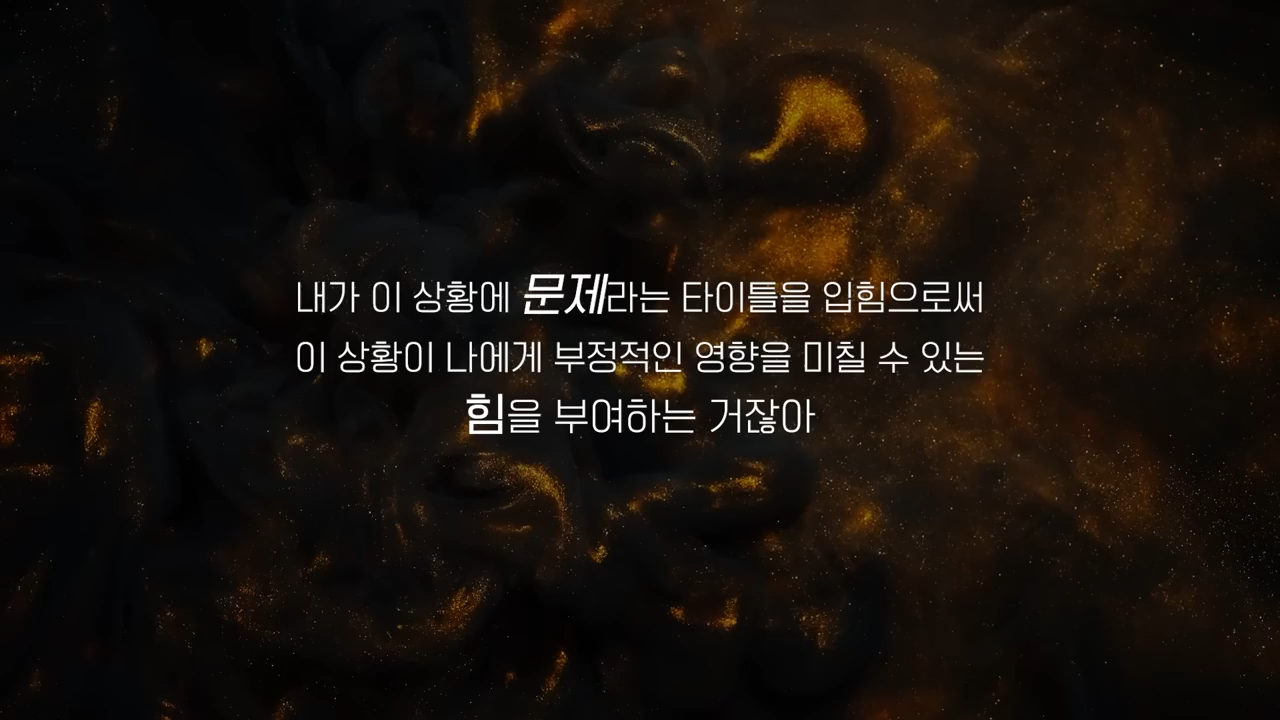 내가 이 상황에 문제라는 타이틀을 입힘으로써
이 상황이 나에게 부정적인 영향을 미칠 수 있는
힘을 부여하는 거잖아